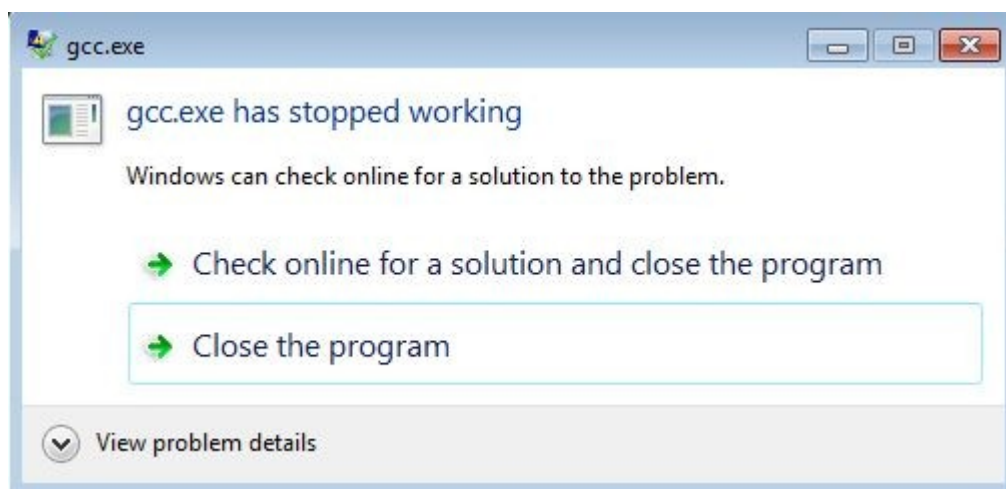 gcc.exe
gcc.exe has stopped working
Windows can check online for a solution to the problem.
Check online for a solution and close the program
Close the program
View problem details